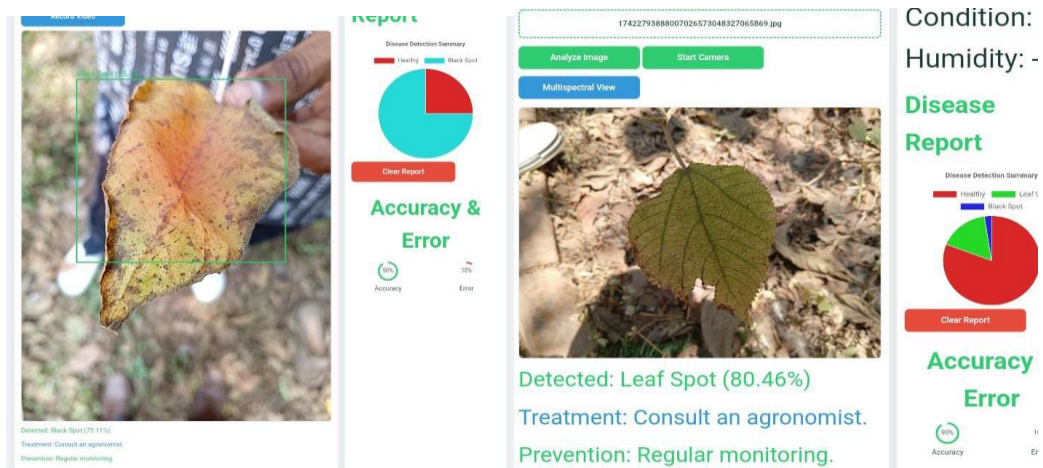 Record Video
Detected: Black Spot (75.11%)
Treatment: Consult an agronomist.
Prevention: Regular monitoring.
Report
Disease Detection Summary
Healthy
Black Spot
Clear Report
Accuracy &
Error
90%
10%
Accuracy
Error
17422793888007026573048327065869.jpg
Analyze Image
Start Camera
Multispectral View
Detected: Leaf Spot (80.46%)
Treatment: Consult an agronomist.
Prevention: Regular monitoring.
Condition:
Humidity: -
Disease
Report
Disease Detection Summary
Healthy
Leaf S
Black Spot
Clear Report
Accuracy
Error
90%
Accuracy